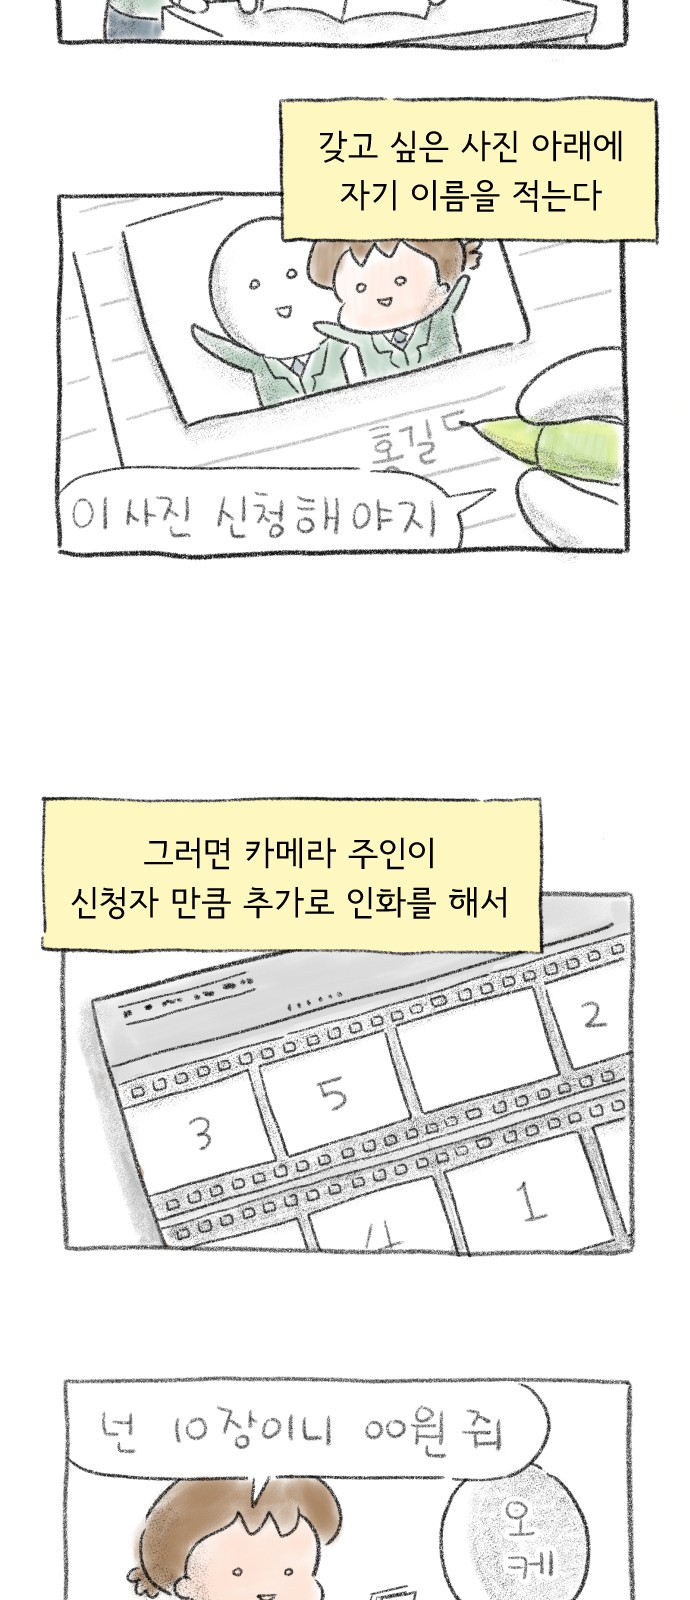 갖고 싶은 사진 아래에
자기 이름을 적는다
홍길ㄷ
이 사진 신청해야지
그러면 카메라 주인이
신청자 만큼 추가로 인화를 해서
2
3 5
4 1
넌 10장이니 00원 줘
오
케